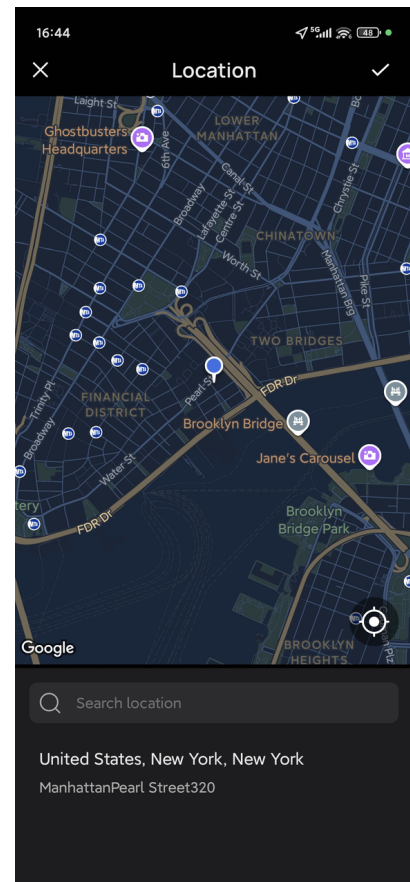 16:44
5G
48
Location
Laight St
Ghostbusters
Headquarters
6th Ave
LOWER
MANHATTAN
Canal St
Broadway
Lafayette St
Centre St
Chrystie St
CHINATOWN
Worth St
Manhattan Brg
Pike St
TWO BRIDGES
Pearl St
FDR Dr
Trinity Pl
FINANCIAL
DISTRICT
Broadway
Brooklyn Bridge
Jane's Carousel
Water St
tery
FDR Dr
Brooklyn
Bridge Park
Google
BROOKLYN
HEIGHTS
Search location
United States, New York, New York
ManhattanPearl Street320